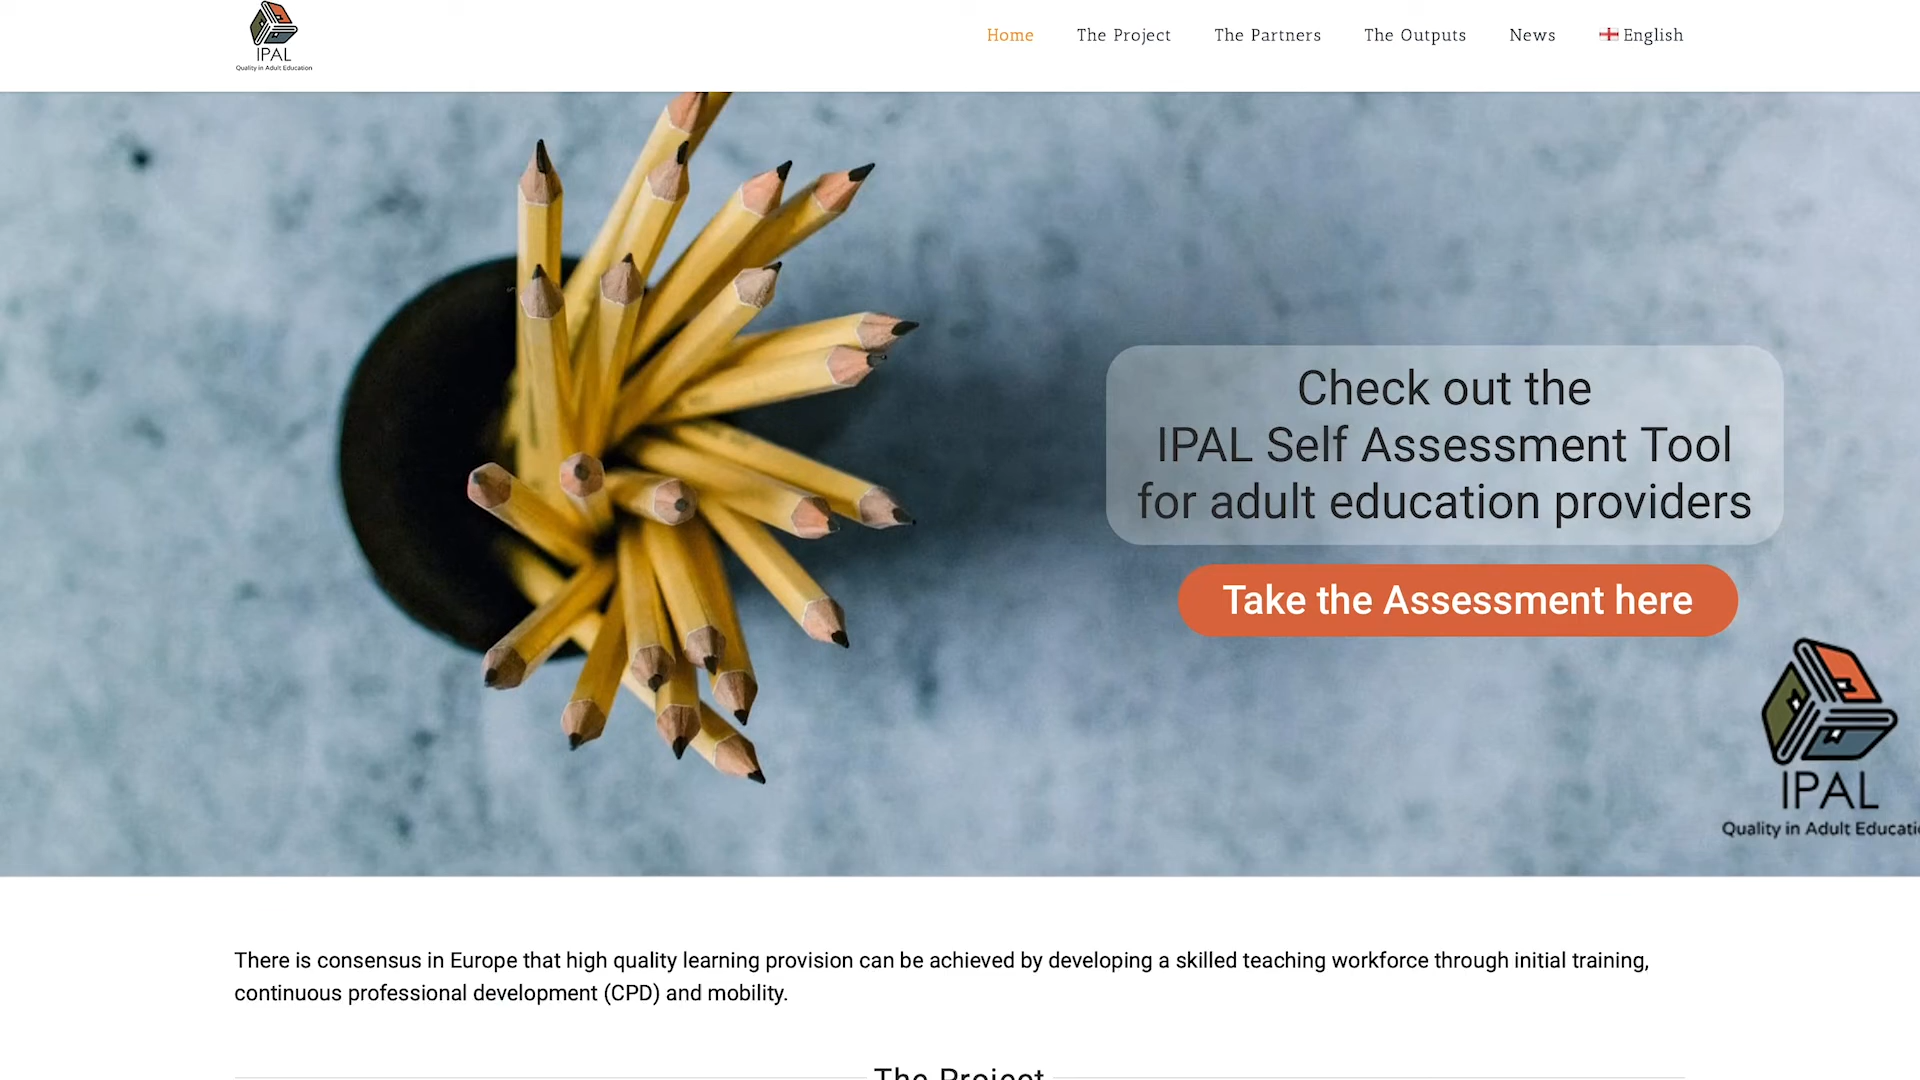 IPAL
Quality in Adult Education
Home The Project The Partners The Outputs News English
Check out the
IPAL Self Assessment Tool
for adult education providers
Take the Assessment here
IPAL
Quality in Adult Educati
There is consensus in Europe that high quality learning provision can be achieved by developing a skilled teaching workforce through initial training,
continuous professional development (CPD) and mobility.
The Project